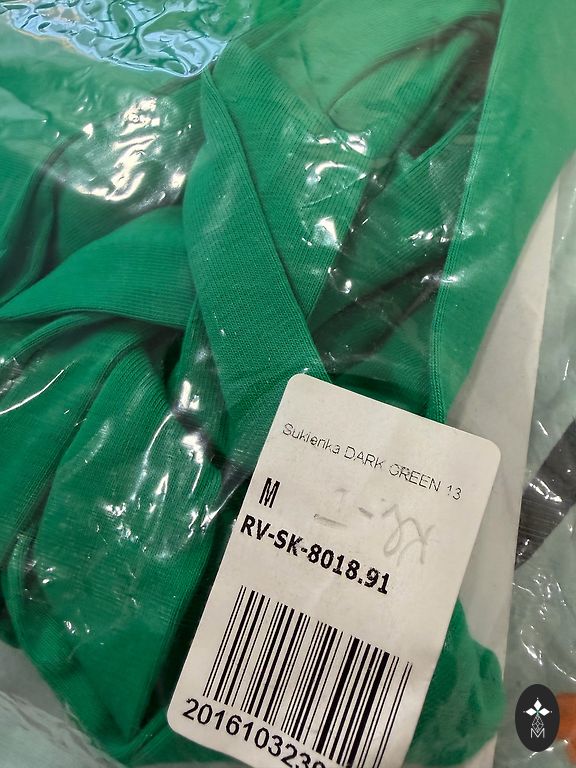 Sukienka DARK GREEN 13
M
RV-SK-8018.91
2016103239
M